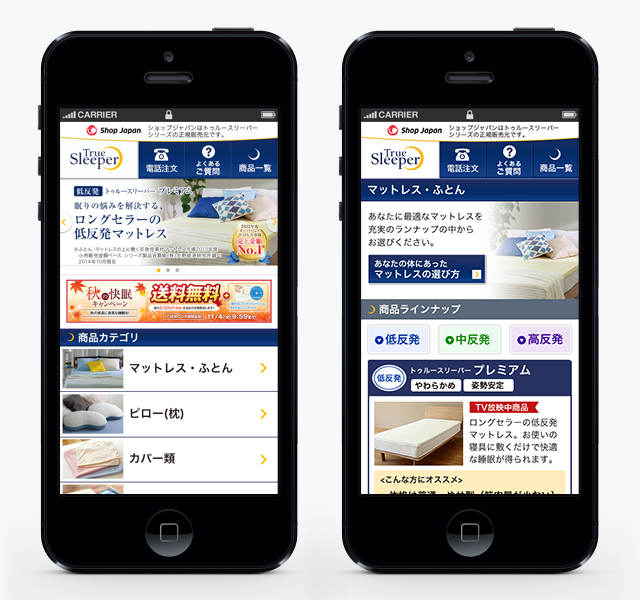 CARRIER
Shop Japan.
ショップジャパンはトゥルースリーパー
シリーズの正規販売元です。
True
Sleeper
電話注文
よくある
ご質問
商品一覧
低反発 トゥルースリーパー プレミアム
眠りの悩みを解決する、
ロングセラーの
低反発マットレス
売上金額
No.1
2014年10月現在
秋の快眠
キャンペーン
送料無料
11/4
9:59まで
商品カテゴリ
マットレス・ふとん
ピロー(枕)
カバー類
CARRIER
Shop Japan.
ショップジャパンはトゥルースリーパー
シリーズの正規販売元です。
True
Sleeper
電話注文
よくある
ご質問
商品一覧
マットレス・ふとん
あなたに最適なマットレスを
充実のランナップの中から
お選びください。
あなたの体にあった
マットレスの選び方
商品ラインナップ
低反発
中反発
高反発
低反発
トゥルースリーパー プレミアム
やわらかめ
姿勢安定
TV放映中商品
ロングセラーの低反発
マットレス。お使いの
寝具に敷くだけで快適
な睡眠が得られます。
<こんな方にオススメ>